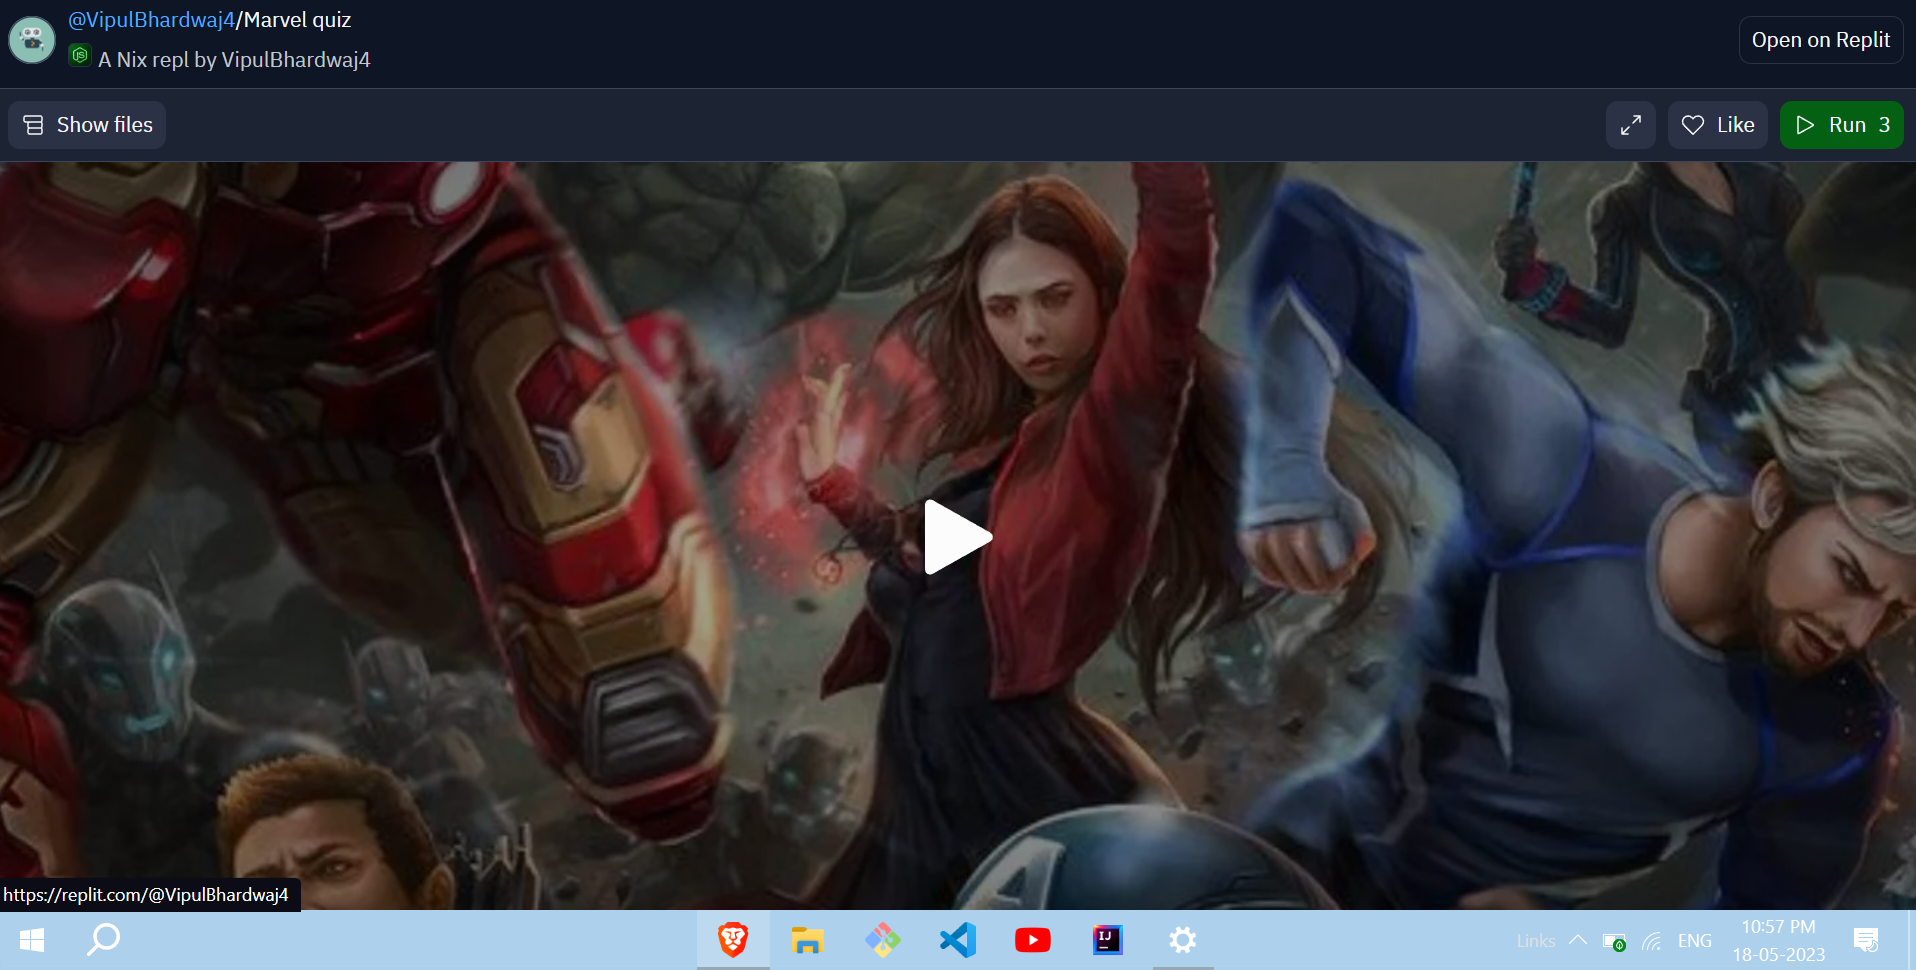 @VipulBhardwaj4/Marvel quiz
A Nix repl by VipulBhardwaj4
Open on Replit
Show files
Like
Run 3
A
https://replit.com/@VipulBhardwaj4
IJ
Links
ENG
10:57 PM
18-05-2023